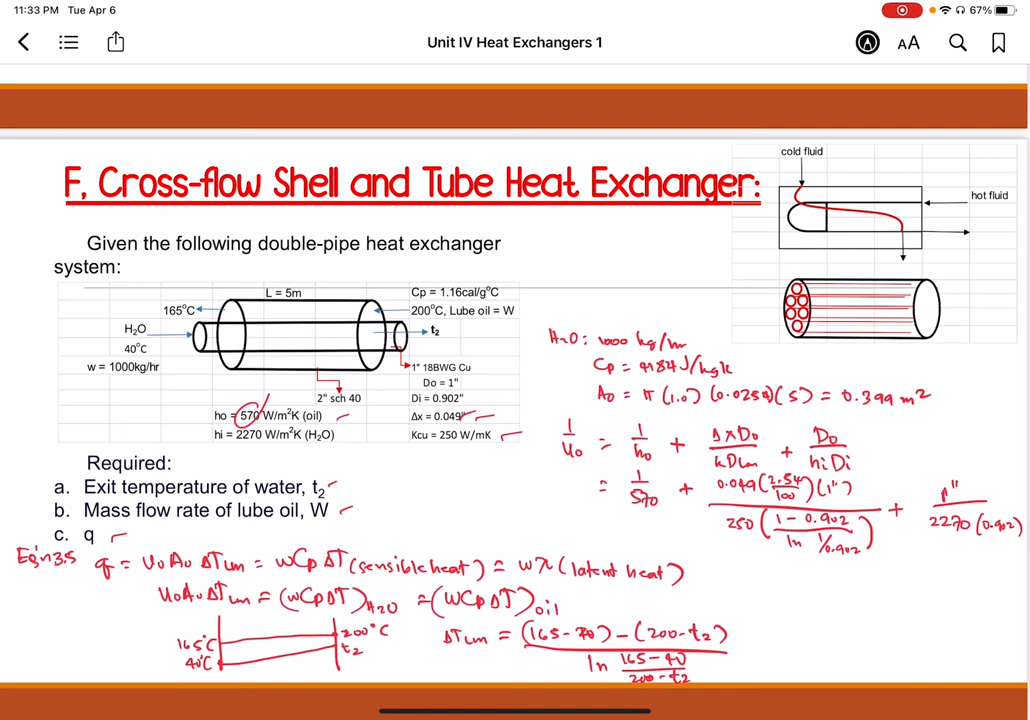 11:33 PM Tue Apr 6
67%
Unit IV Heat Exchangers 1
AA
F. Cross-flow Shell and Tube Heat Exchanger:
cold fluid
hot fluid
Given the following double-pipe heat exchanger
system:
L = 5m
165°C
H₂O
40°C
w = 1000kg/hr
Cp = 1.16cal/g°C
200°C, Lube oil = W
t₂
1" 18BWG Cu
Do = 1"
Di = 0.902"
2" sch 40
Δx = 0.049"
Kcu = 250 W/mK
ho = 570 W/m²K (oil)
hi = 2270 W/m²K (H₂O)
Required:
a. Exit temperature of water, t₂
b. Mass flow rate of lube oil, W
c. q
H₂O: 1000 kg/hr
Cp = 4184 J/kgK
Ao = π (1.0) (0.0254)(5) = 0.399 m²
1/Uo = 1/ho + ΔxDo/kDlm + Do/hiDi
= 1/570 + 0.049(2.54/100)(1")/250(1 - 0.902/ln 1/0.902) + 1"/2270(0.902)
Eq'n 3.5 q = UoAoΔTlm = wCpΔT (sensible heat) = wλ (latent heat)
UoAoΔTlm = (wCpΔT)H2O = (WCpΔT)oil
165°C
40°C
200°C
t₂
ΔTlm = (165-40) - (200-t₂) / ln 165-40/200-t₂